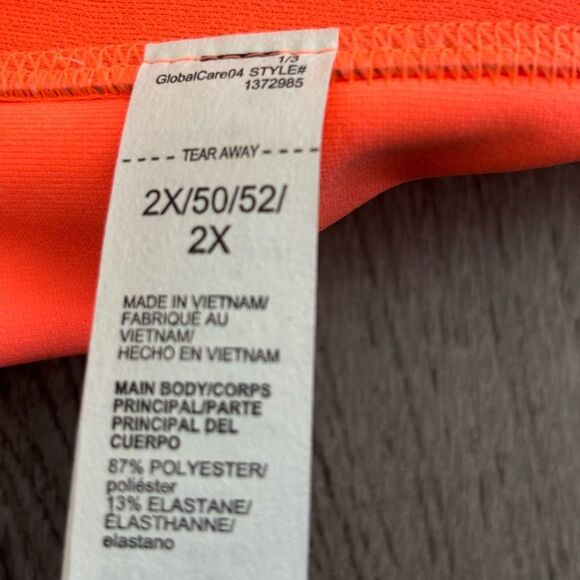 1/3
GlobalCare04 STYLE#
1372985
---- TEAR AWAY ----
2X/50/52/
2X
MADE IN VIETNAM/
FABRIQUÉ AU
VIETNAM/
HECHO EN VIETNAM
MAIN BODY/CORPS
PRINCIPAL/PARTE
PRINCIPAL DEL
CUERPO
87% POLYESTER/
poliéster
13% ELASTANE/
ÉLASTHANNE/
elastano